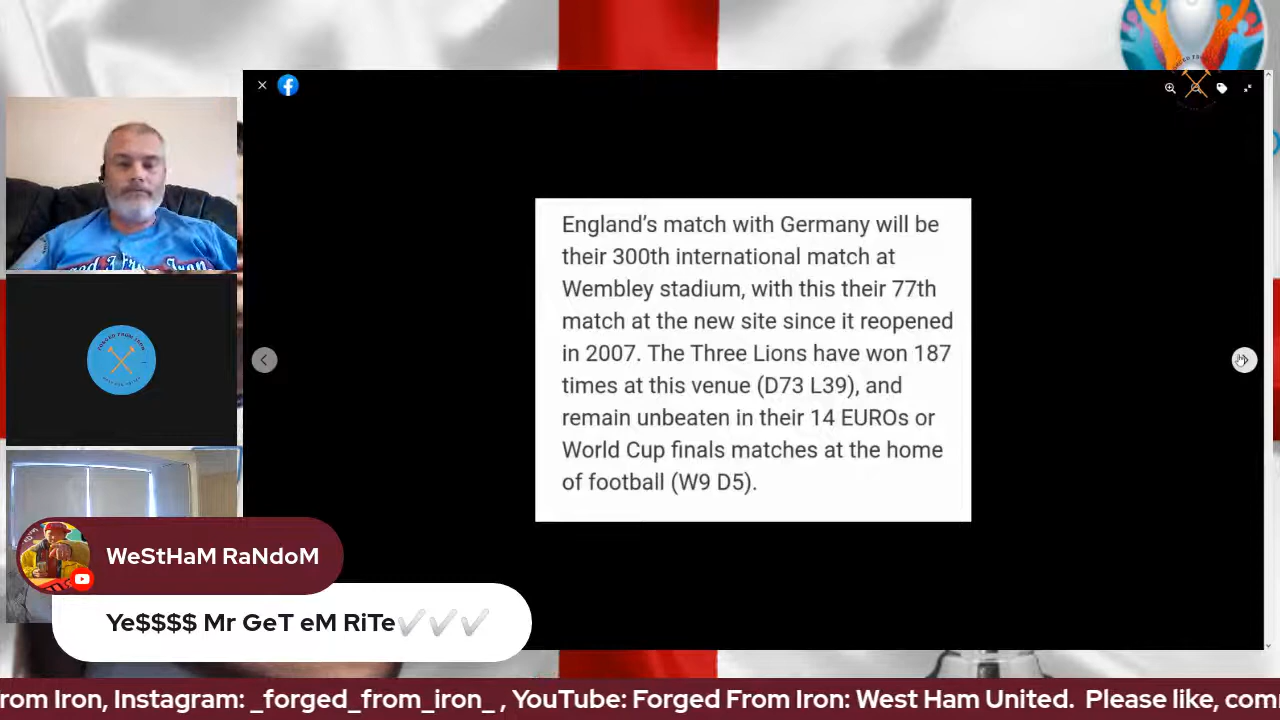 England's match with Germany will be
their 300th international match at
Wembley stadium, with this their 77th
match at the new site since it reopened
in 2007. The Three Lions have won 187
times at this venue (D73 L39), and
remain unbeaten in their 14 EUROs or
World Cup finals matches at the home
of football (W9 D5).
FORGED FROM IRON
WeStHaM RaNdoM
Ye$$$$ Mr GeT eM RiTe✔✔✔
rom Iron, Instagram: _forged_from_iron_ , YouTube: Forged From Iron: West Ham United. Please like, com